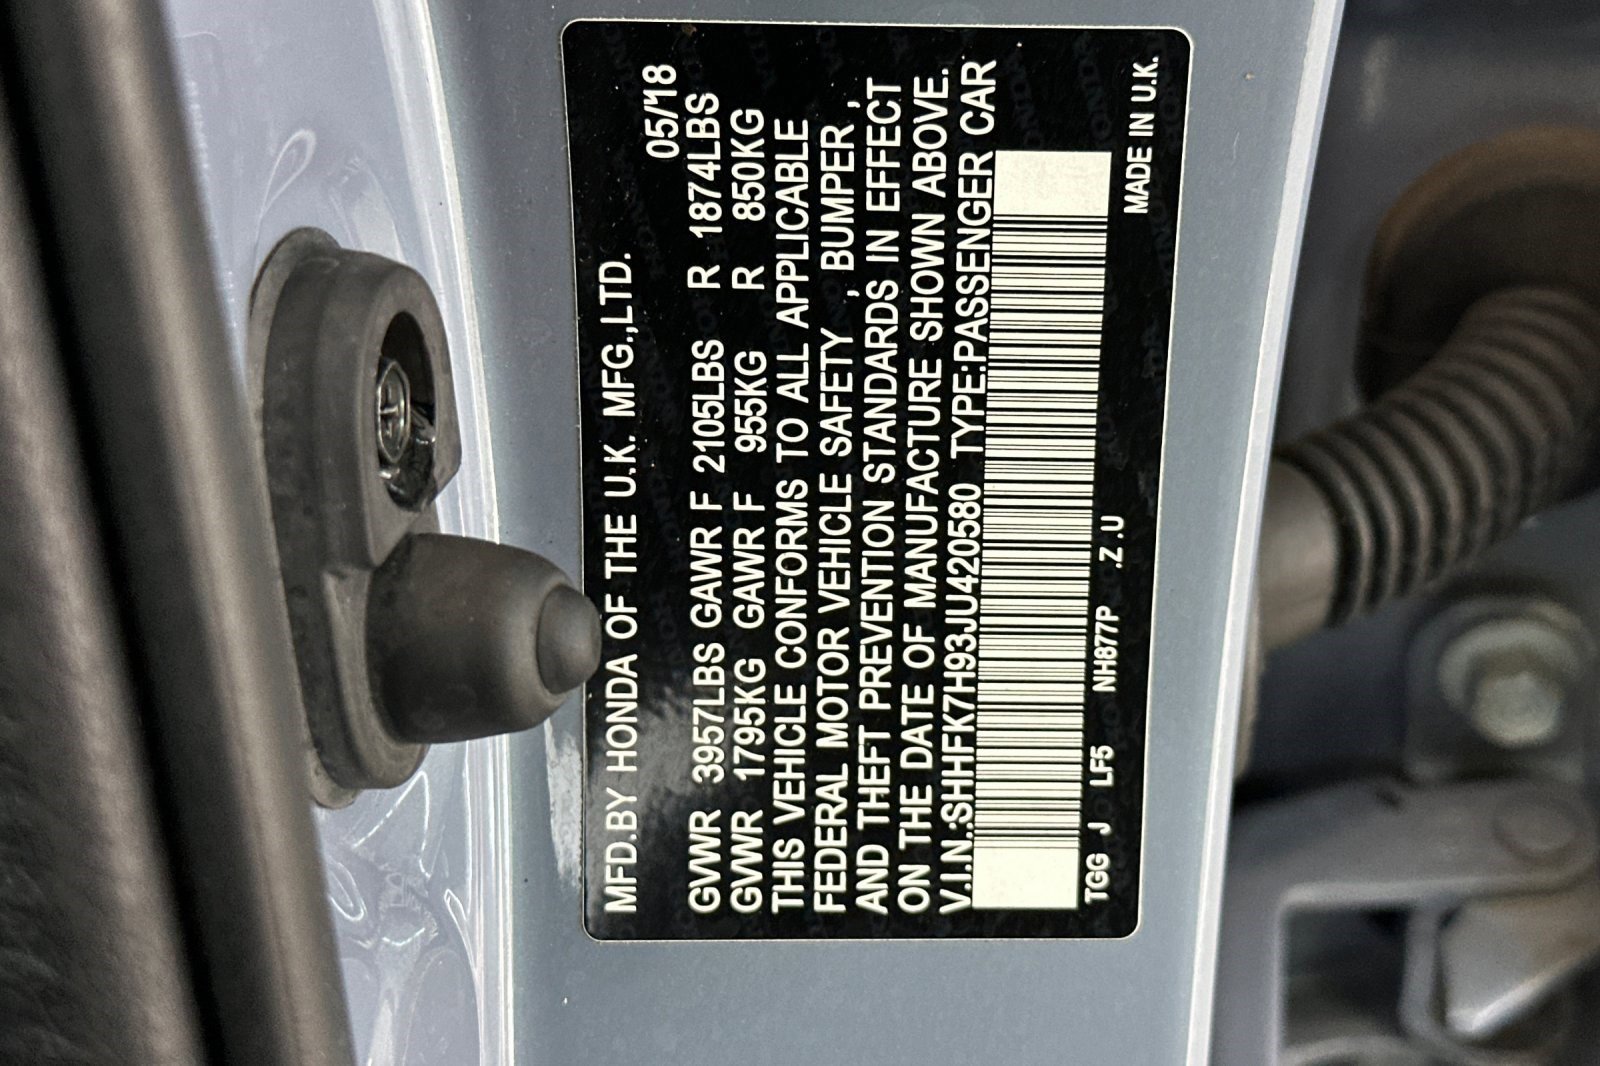 MFD.BY HONDA OF THE U.K. MFG.,LTD.
05/'18
GVWR 3957LBS GAWR F 2105LBS R 1874LBS
GVWR 1795KG GAWR F 955KG R 850KG
THIS VEHICLE CONFORMS TO ALL APPLICABLE
FEDERAL MOTOR VEHICLE SAFETY , BUMPER ,
AND THEFT PREVENTION STANDARDS IN EFFECT
ON THE DATE OF MANUFACTURE SHOWN ABOVE.
V.I.N.:SHHFK7H93JU420580 TYPE:PASSENGER CAR
TGG J LF5 NH877P .Z.U
MADE IN U.K.